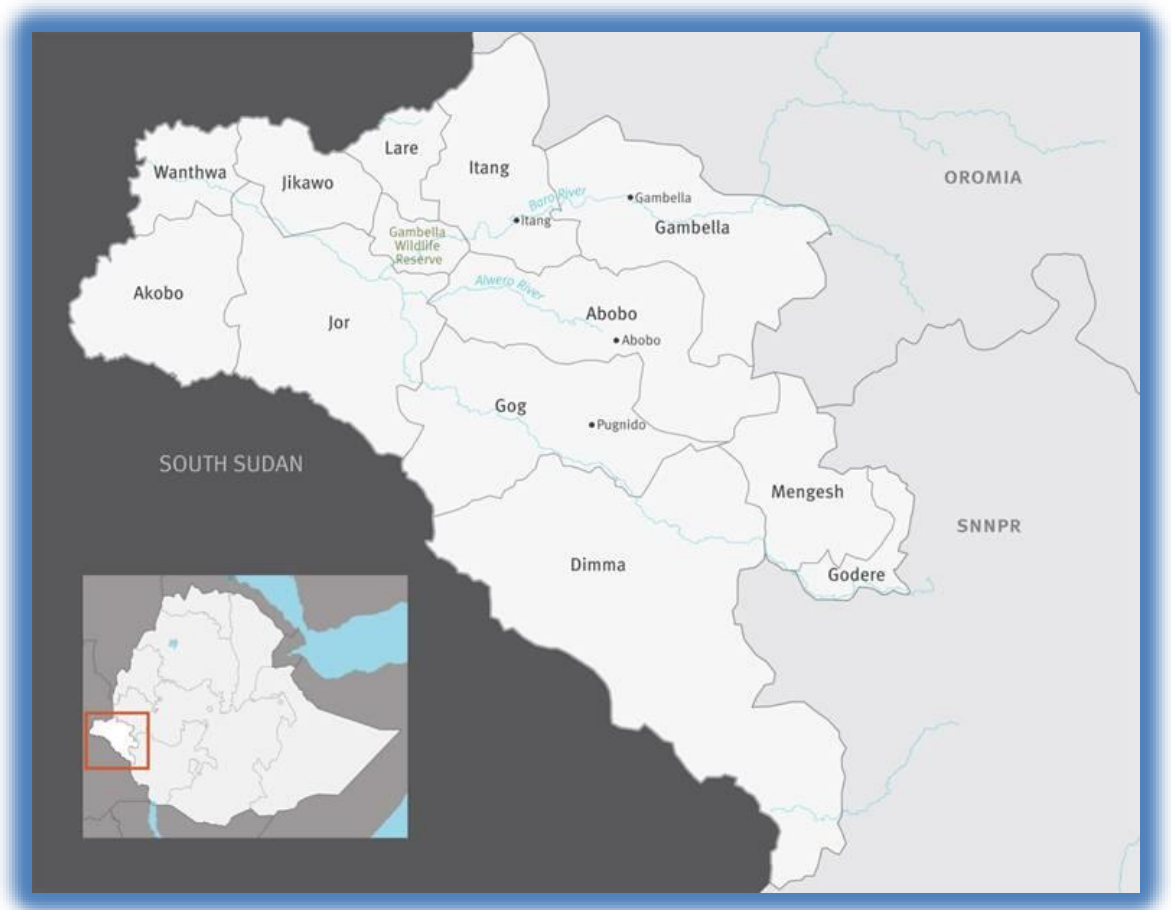 Lare
Itang
Wanthwa
Jikawo
OROMIA
Baro River
Gambella
Itang
Gambella
Gambella
Wildlife
Reserve
Alwero River
Akobo
Abobo
Jor
Abobo
Gog
Pugnido
SOUTH SUDAN
Mengesh
SNNPR
Dimma
Godere